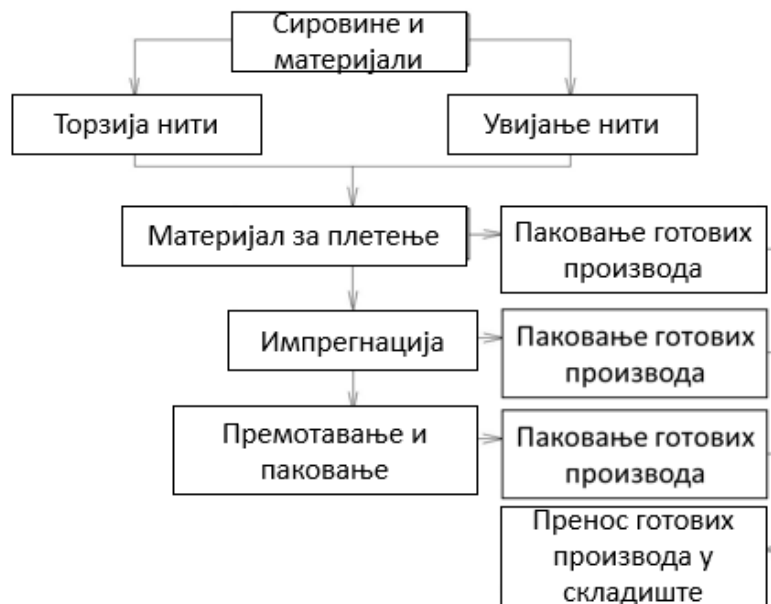 Сировине и
материјали
Торзија нити
Увијање нити
Материјал за плетење
Паковање готових
производа
Импрегнација
Паковање готових
производа
Премотавање и
паковање
Паковање готових
производа
Пренос готових
производа у
складиште